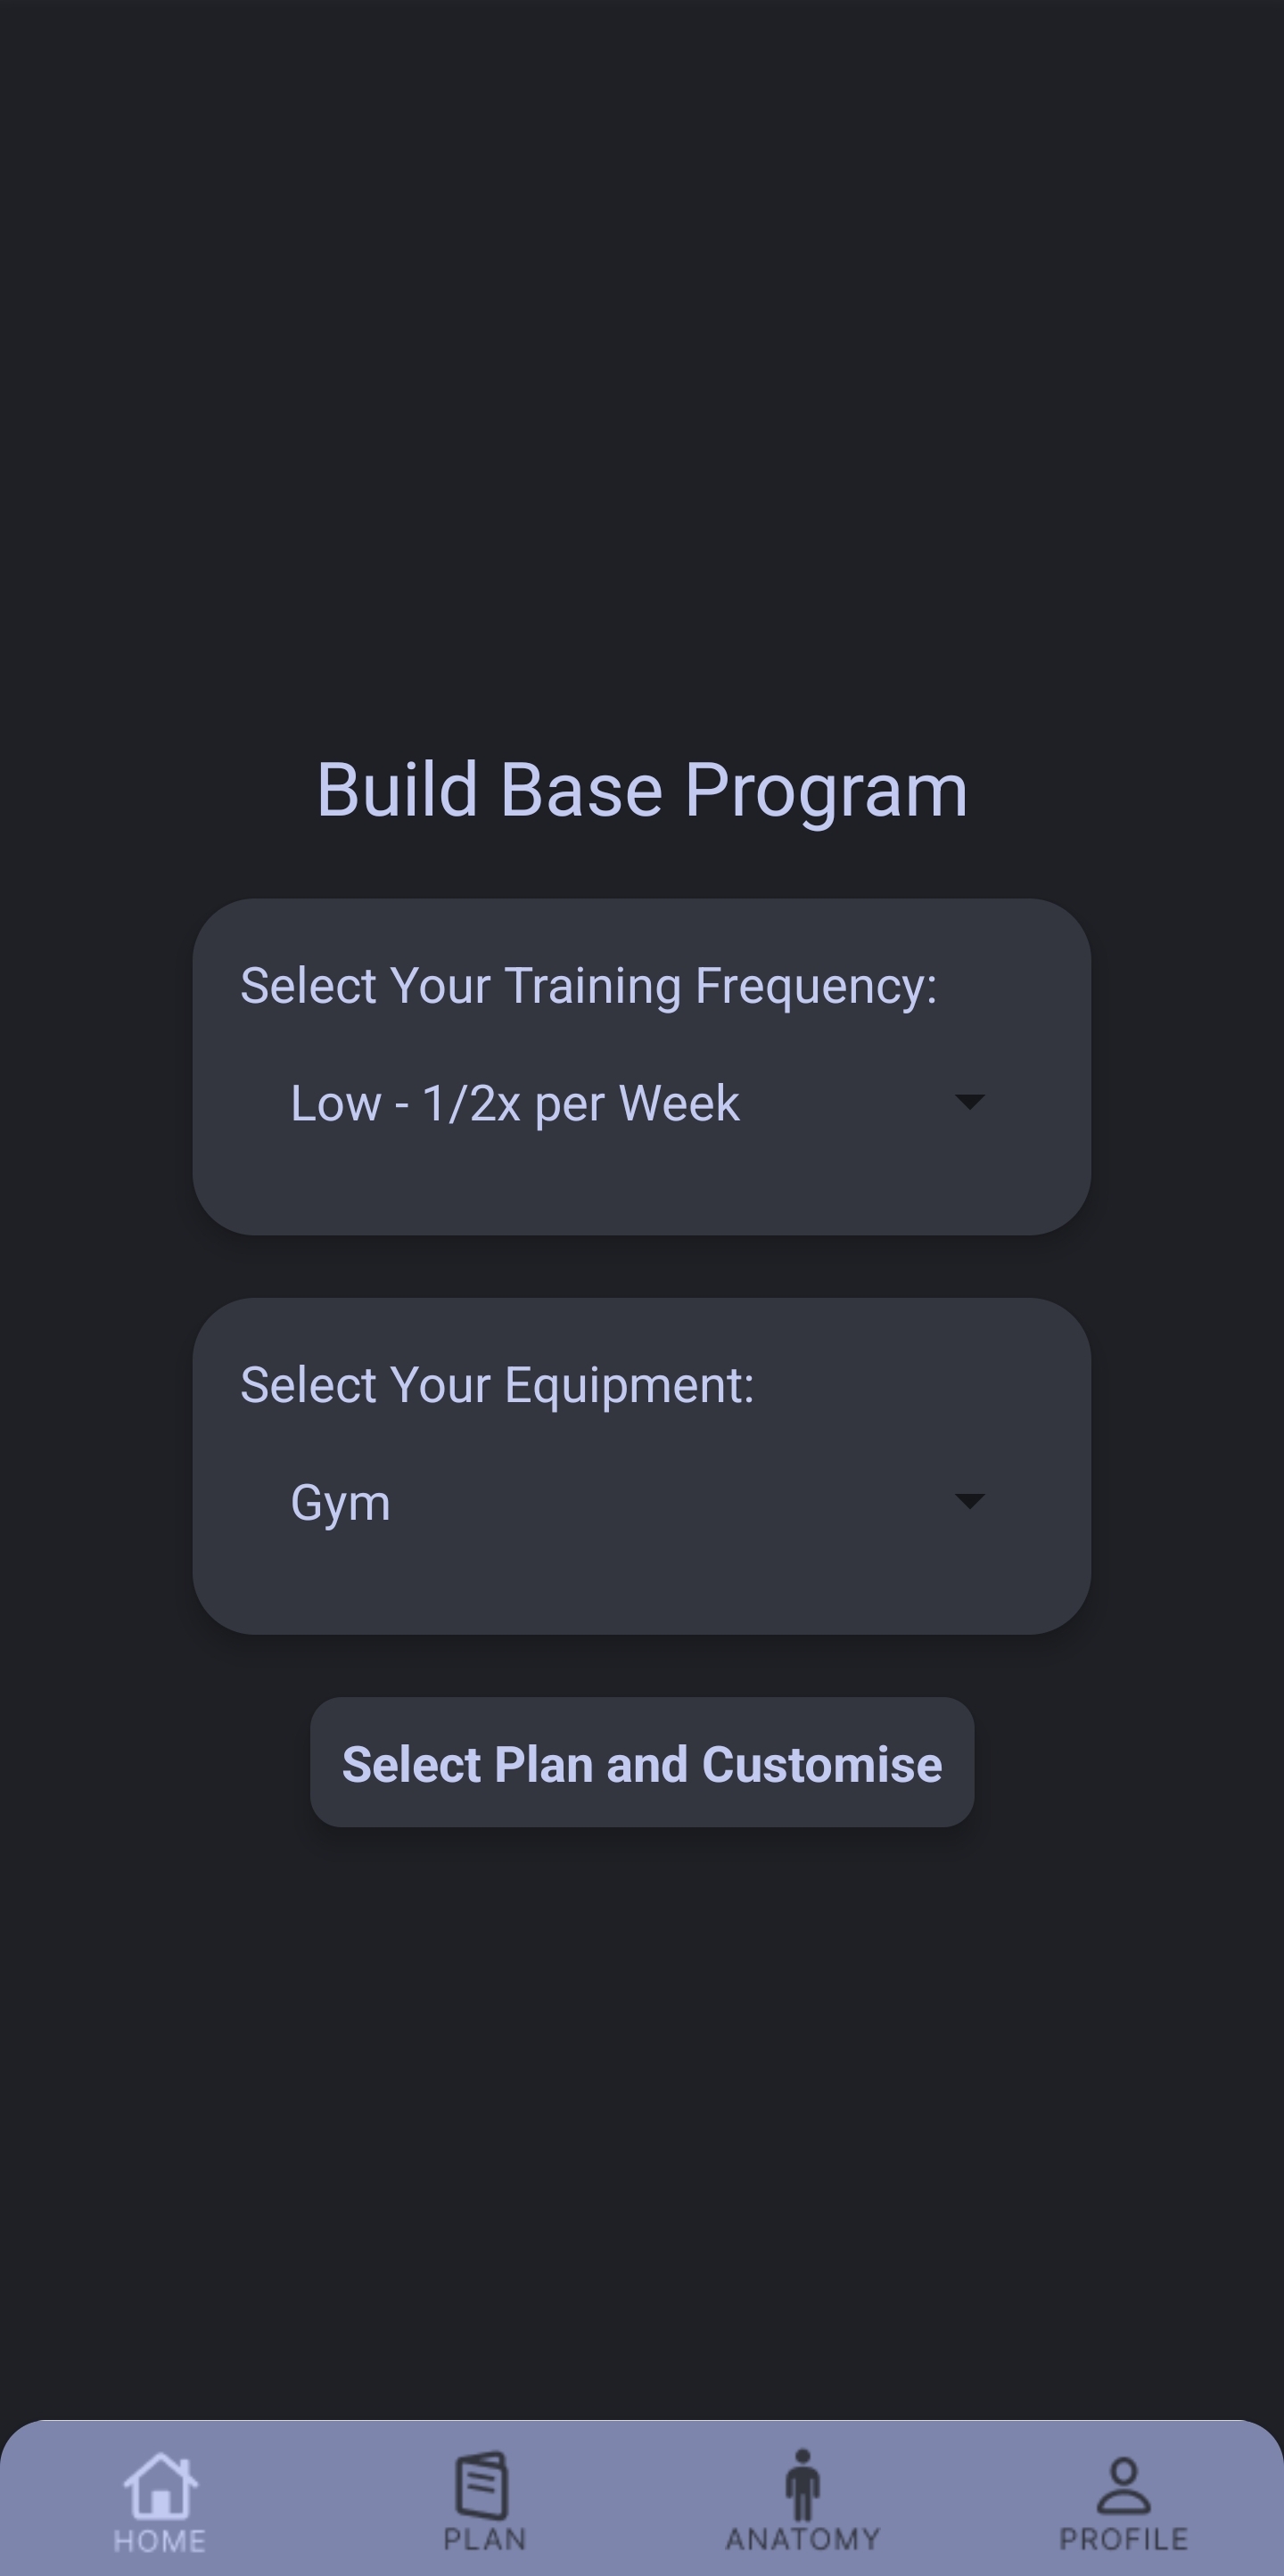 Build Base Program
Select Your Training Frequency:
Low - 1/2x per Week
Select Your Equipment:
Gym
Select Plan and Customise
HOME
PLAN
ANATOMY
PROFILE